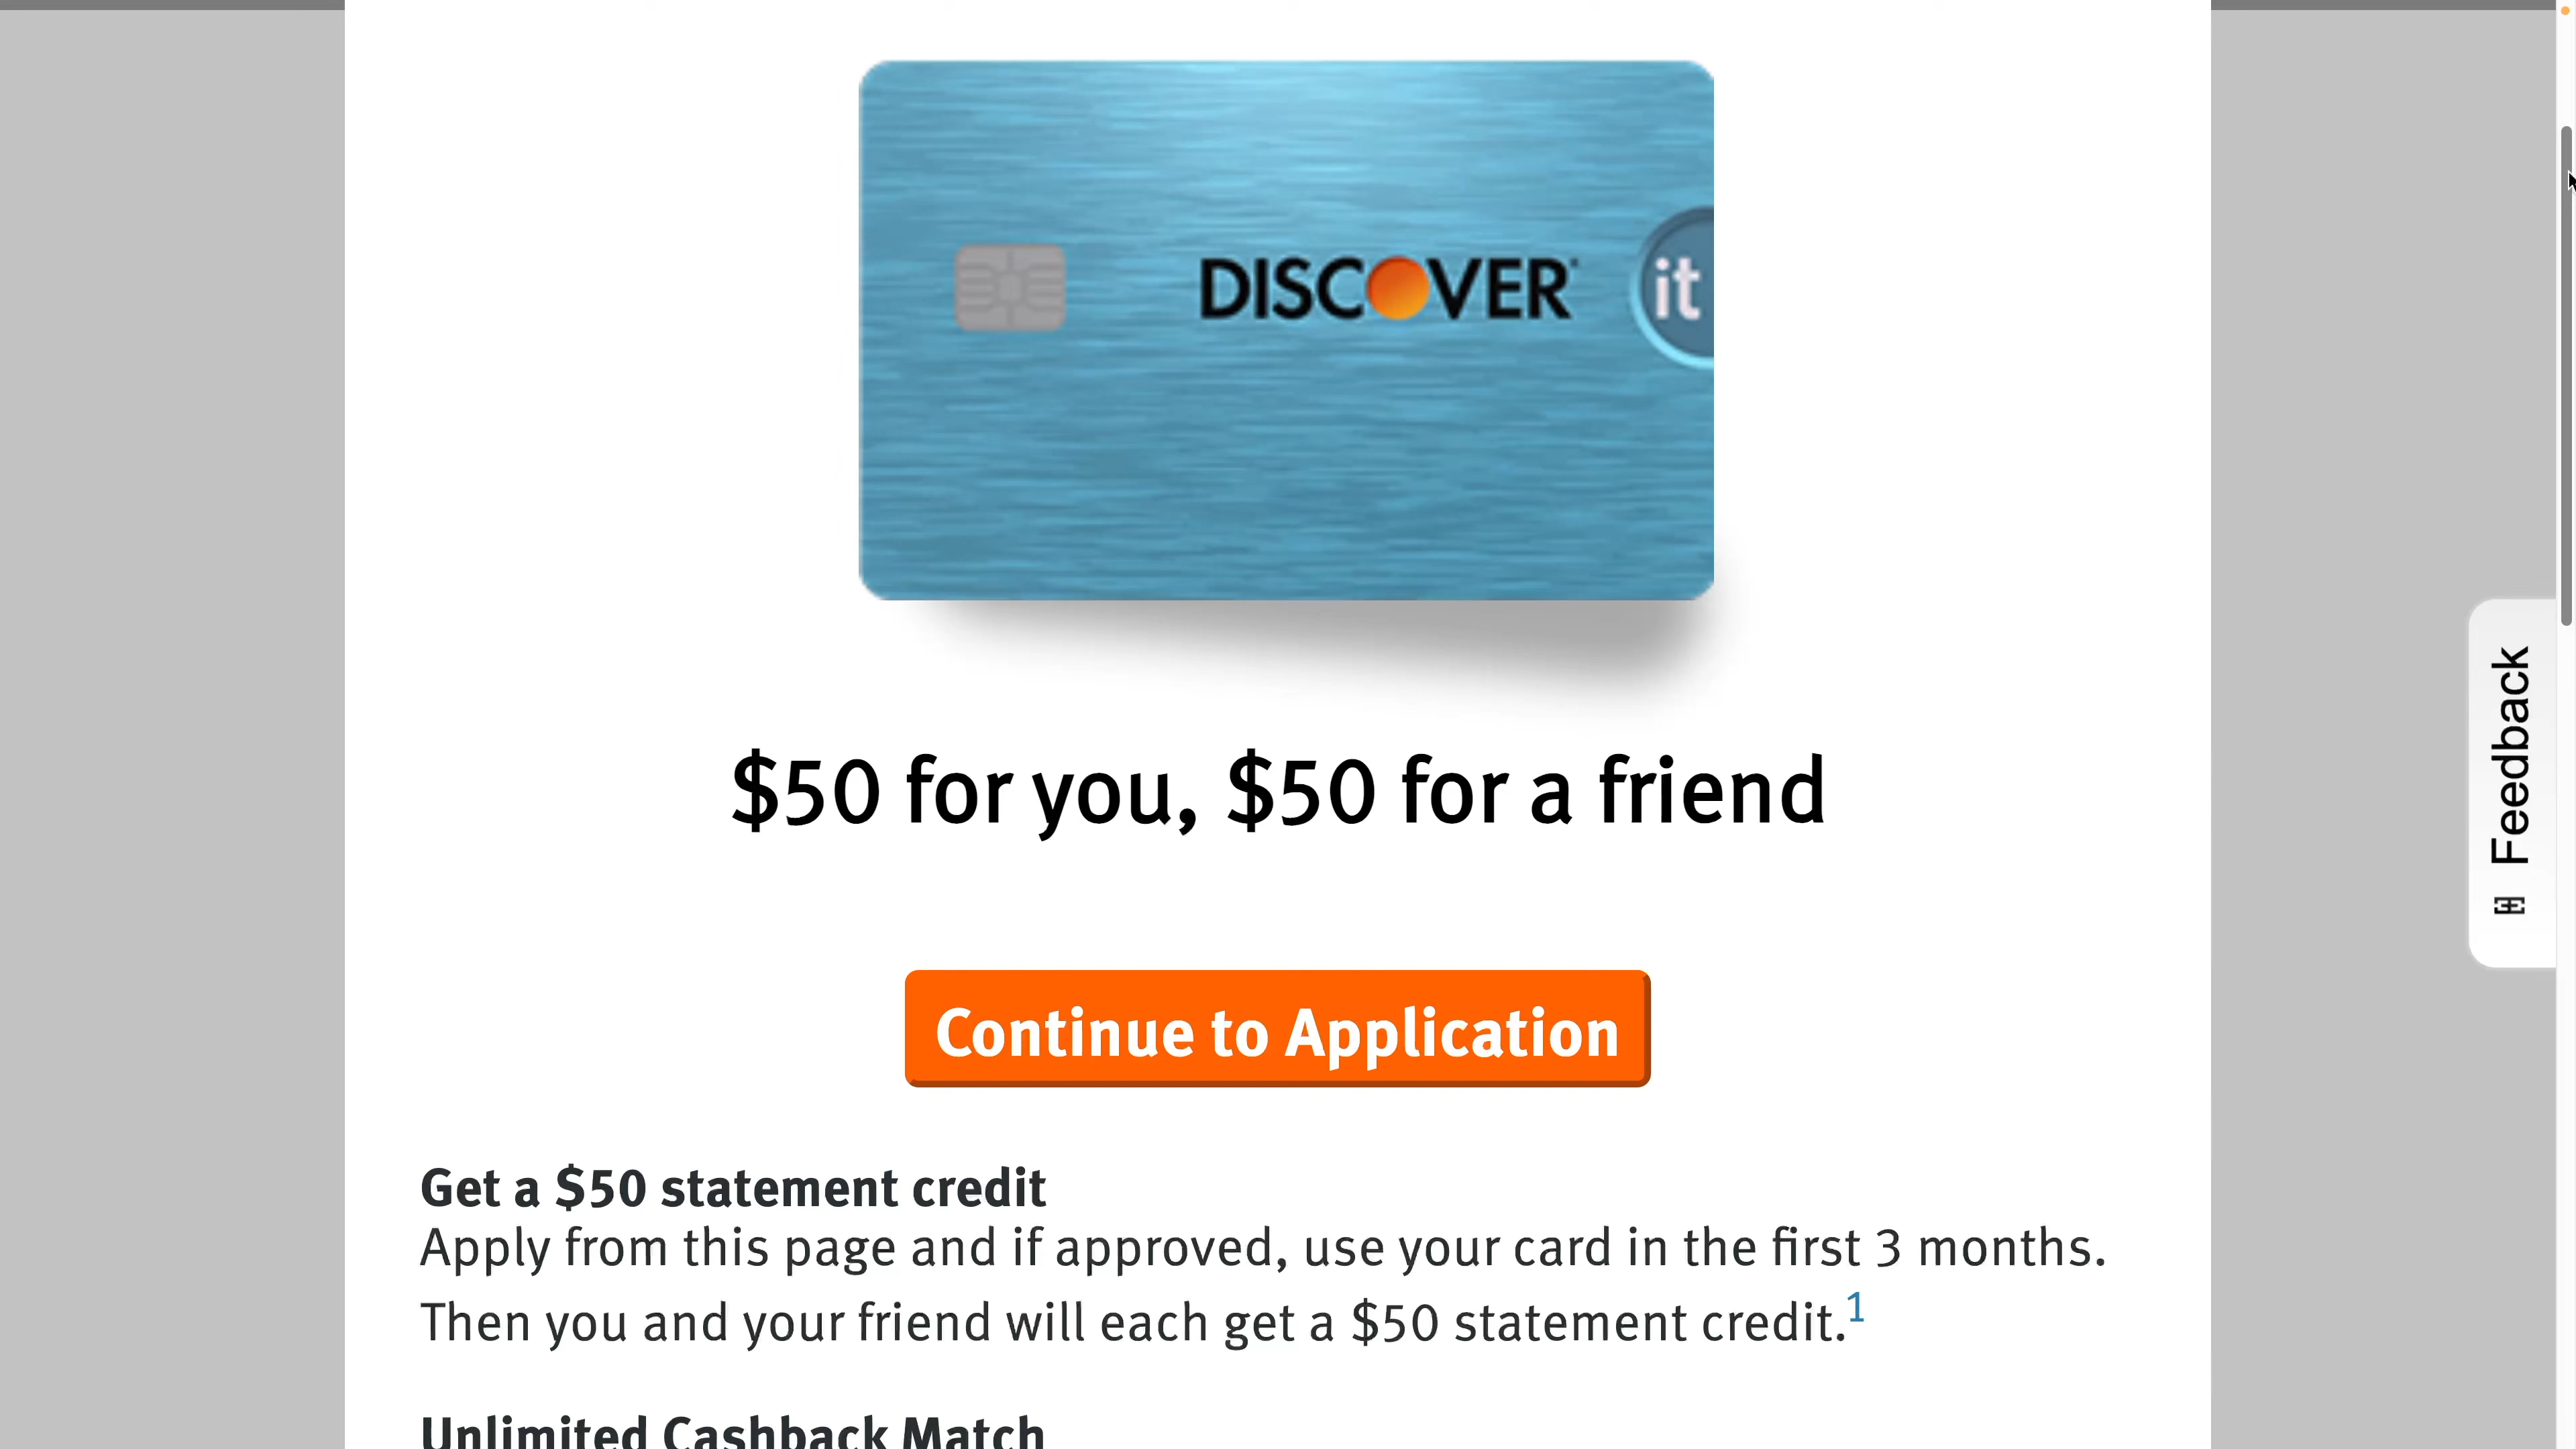 DISCOVER
it
$50 for you, $50 for a friend
Feedback
Continue to Application
Get a $50 statement credit
Apply from this page and if approved, use your card in the first 3 months.
Then you and your friend will each get a $50 statement credit.1
Unlimited Cashback Match